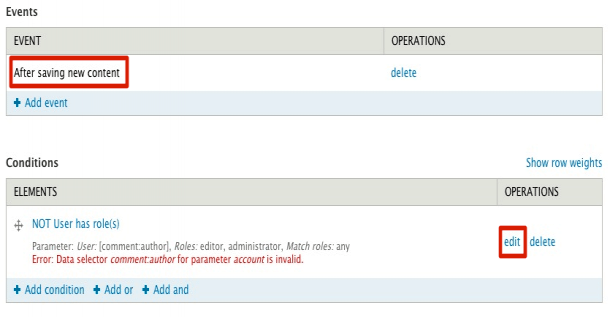 Events
EVENT OPERATIONS
After saving new content delete
+ Add event
Conditions Show row weights
ELEMENTS OPERATIONS
NOT User has role(s)
edit delete
Parameter: User: [comment:author], Roles: editor, administrator, Match roles: any
Error: Data selector comment:author for parameter account is invalid.
+ Add condition + Add or + Add and